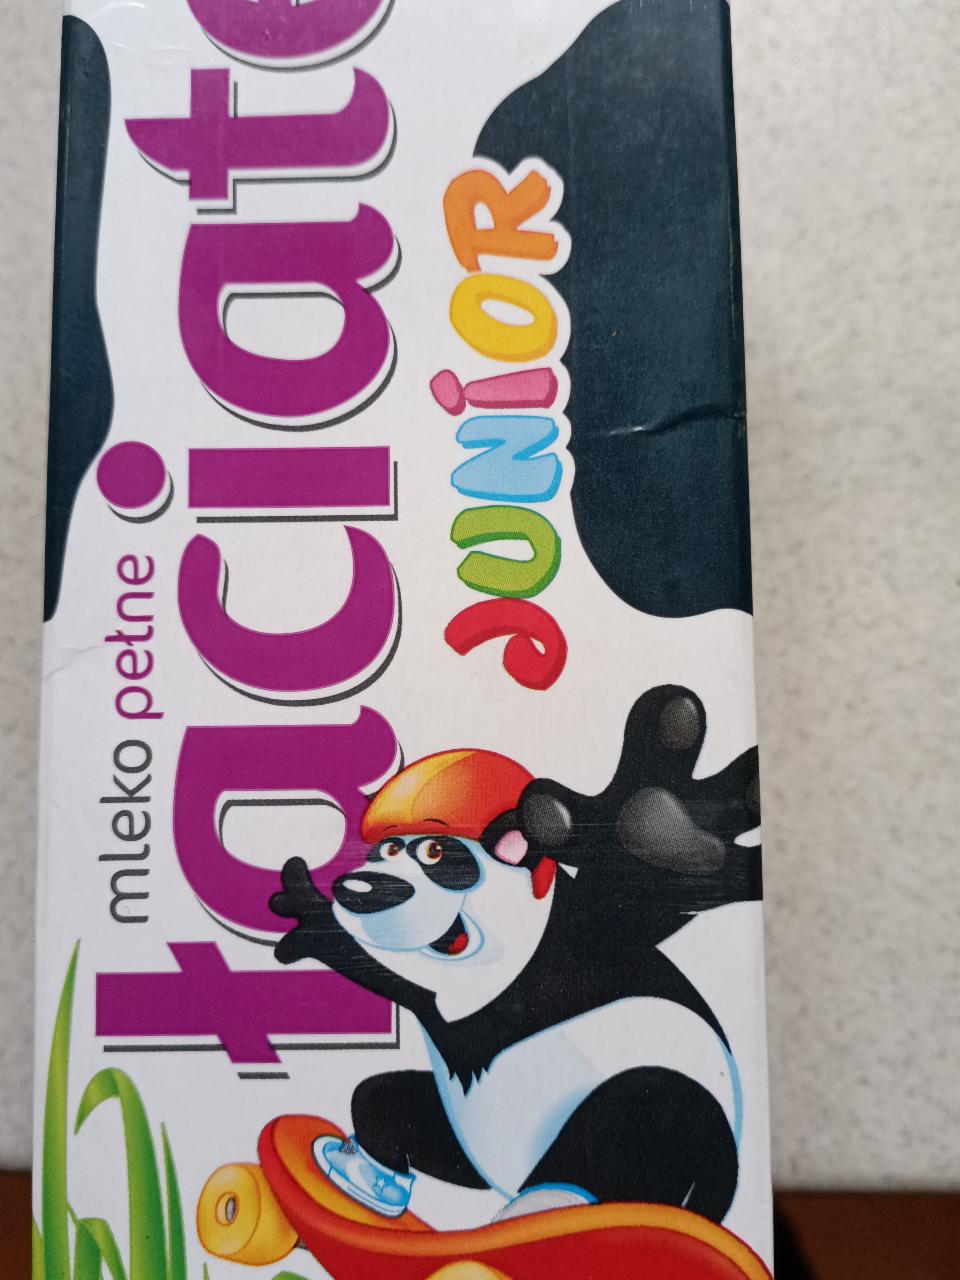 mleko pełne
łaciate
JUNiOR